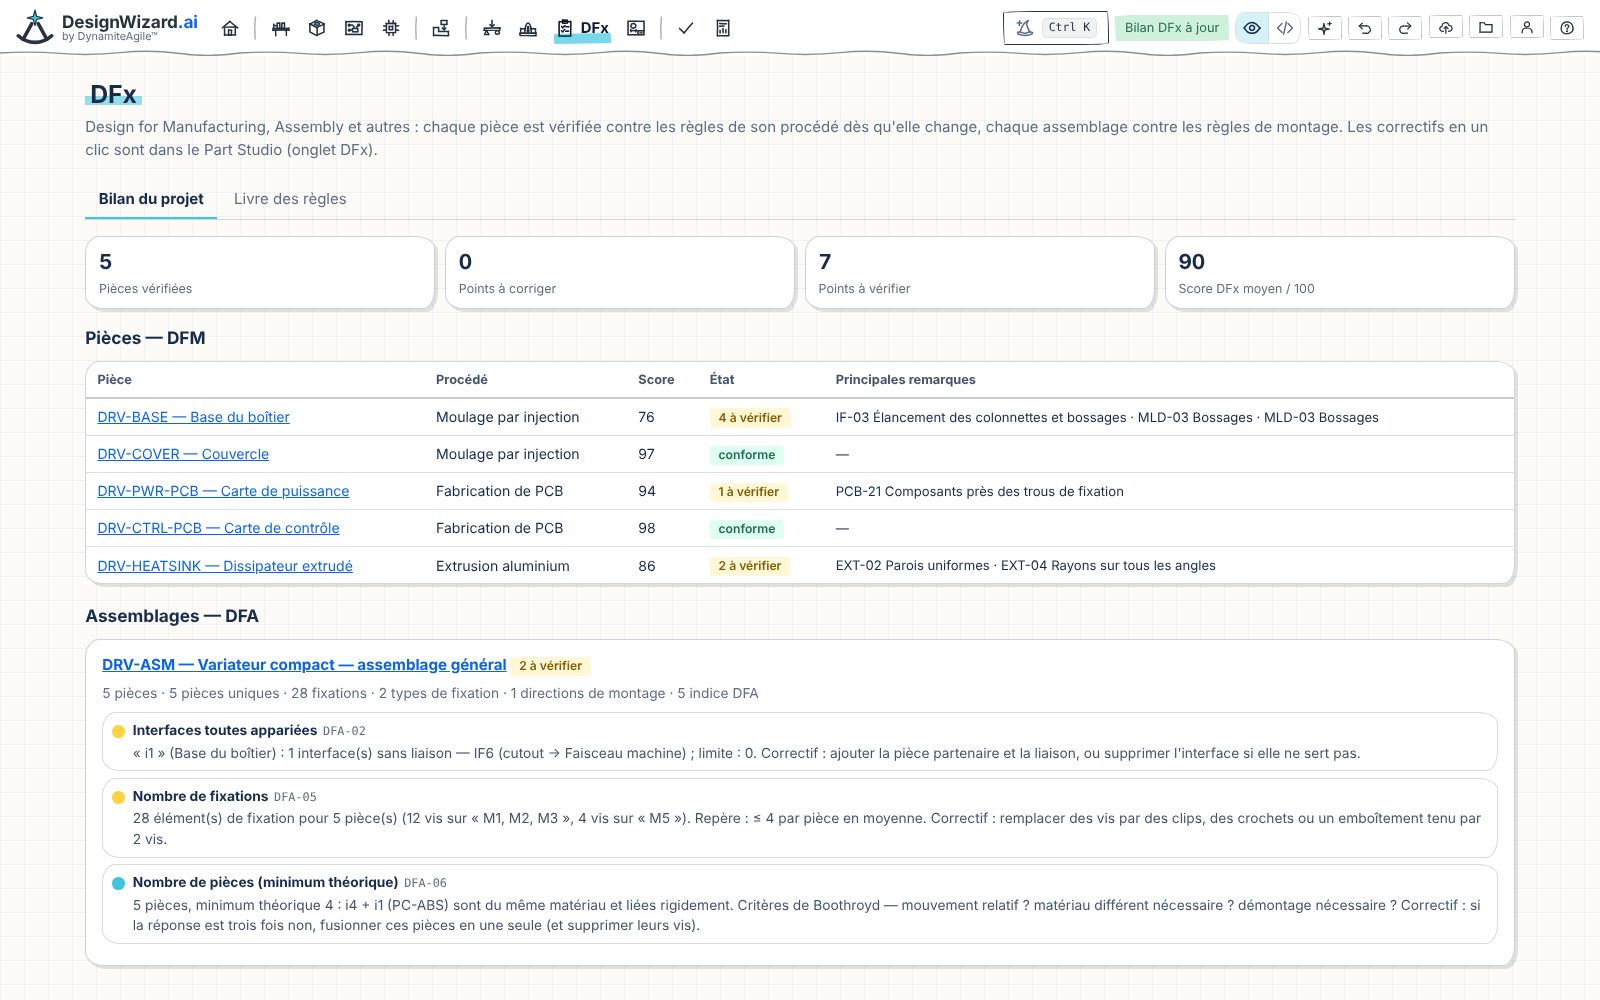 DesignWizard.ai
by DynamiteAgile™
DFx
Ctrl K
Bilan DFx à jour
DFx
Design for Manufacturing, Assembly et autres : chaque pièce est vérifiée contre les règles de son procédé dès qu'elle change, chaque assemblage contre les règles de montage. Les correctifs en un
clic sont dans le Part Studio (onglet DFx).
Bilan du projet
Livre des règles
5
Pièces vérifiées
0
Points à corriger
7
Points à vérifier
90
Score DFx moyen / 100
Pièces — DFM
Pièce Procédé Score État Principales remarques
DRV-BASE — Base du boîtier Moulage par injection 76 4 à vérifier IF-03 Élancement des colonnettes et bossages · MLD-03 Bossages · MLD-03 Bossages
DRV-COVER — Couvercle Moulage par injection 97 conforme —
DRV-PWR-PCB — Carte de puissance Fabrication de PCB 94 1 à vérifier PCB-21 Composants près des trous de fixation
DRV-CTRL-PCB — Carte de contrôle Fabrication de PCB 98 conforme —
DRV-HEATSINK — Dissipateur extrudé Extrusion aluminium 86 2 à vérifier EXT-02 Parois uniformes · EXT-04 Rayons sur tous les angles
Assemblages — DFA
DRV-ASM — Variateur compact — assemblage général 2 à vérifier
5 pièces · 5 pièces uniques · 28 fixations · 2 types de fixation · 1 directions de montage · 5 indice DFA
Interfaces toutes appariées DFA-02
« i1 » (Base du boîtier) : 1 interface(s) sans liaison — IF6 (cutout → Faisceau machine) ; limite : 0. Correctif : ajouter la pièce partenaire et la liaison, ou supprimer l'interface si elle ne sert pas.
Nombre de fixations DFA-05
28 élément(s) de fixation pour 5 pièce(s) (12 vis sur « M1, M2, M3 », 4 vis sur « M5 »). Repère : ≤ 4 par pièce en moyenne. Correctif : remplacer des vis par des clips, des crochets ou un emboîtement tenu par
2 vis.
Nombre de pièces (minimum théorique) DFA-06
5 pièces, minimum théorique 4 : i4 + i1 (PC-ABS) sont du même matériau et liées rigidement. Critères de Boothroyd — mouvement relatif ? matériau différent nécessaire ? démontage nécessaire ? Correctif : si
la réponse est trois fois non, fusionner ces pièces en une seule (et supprimer leurs vis).